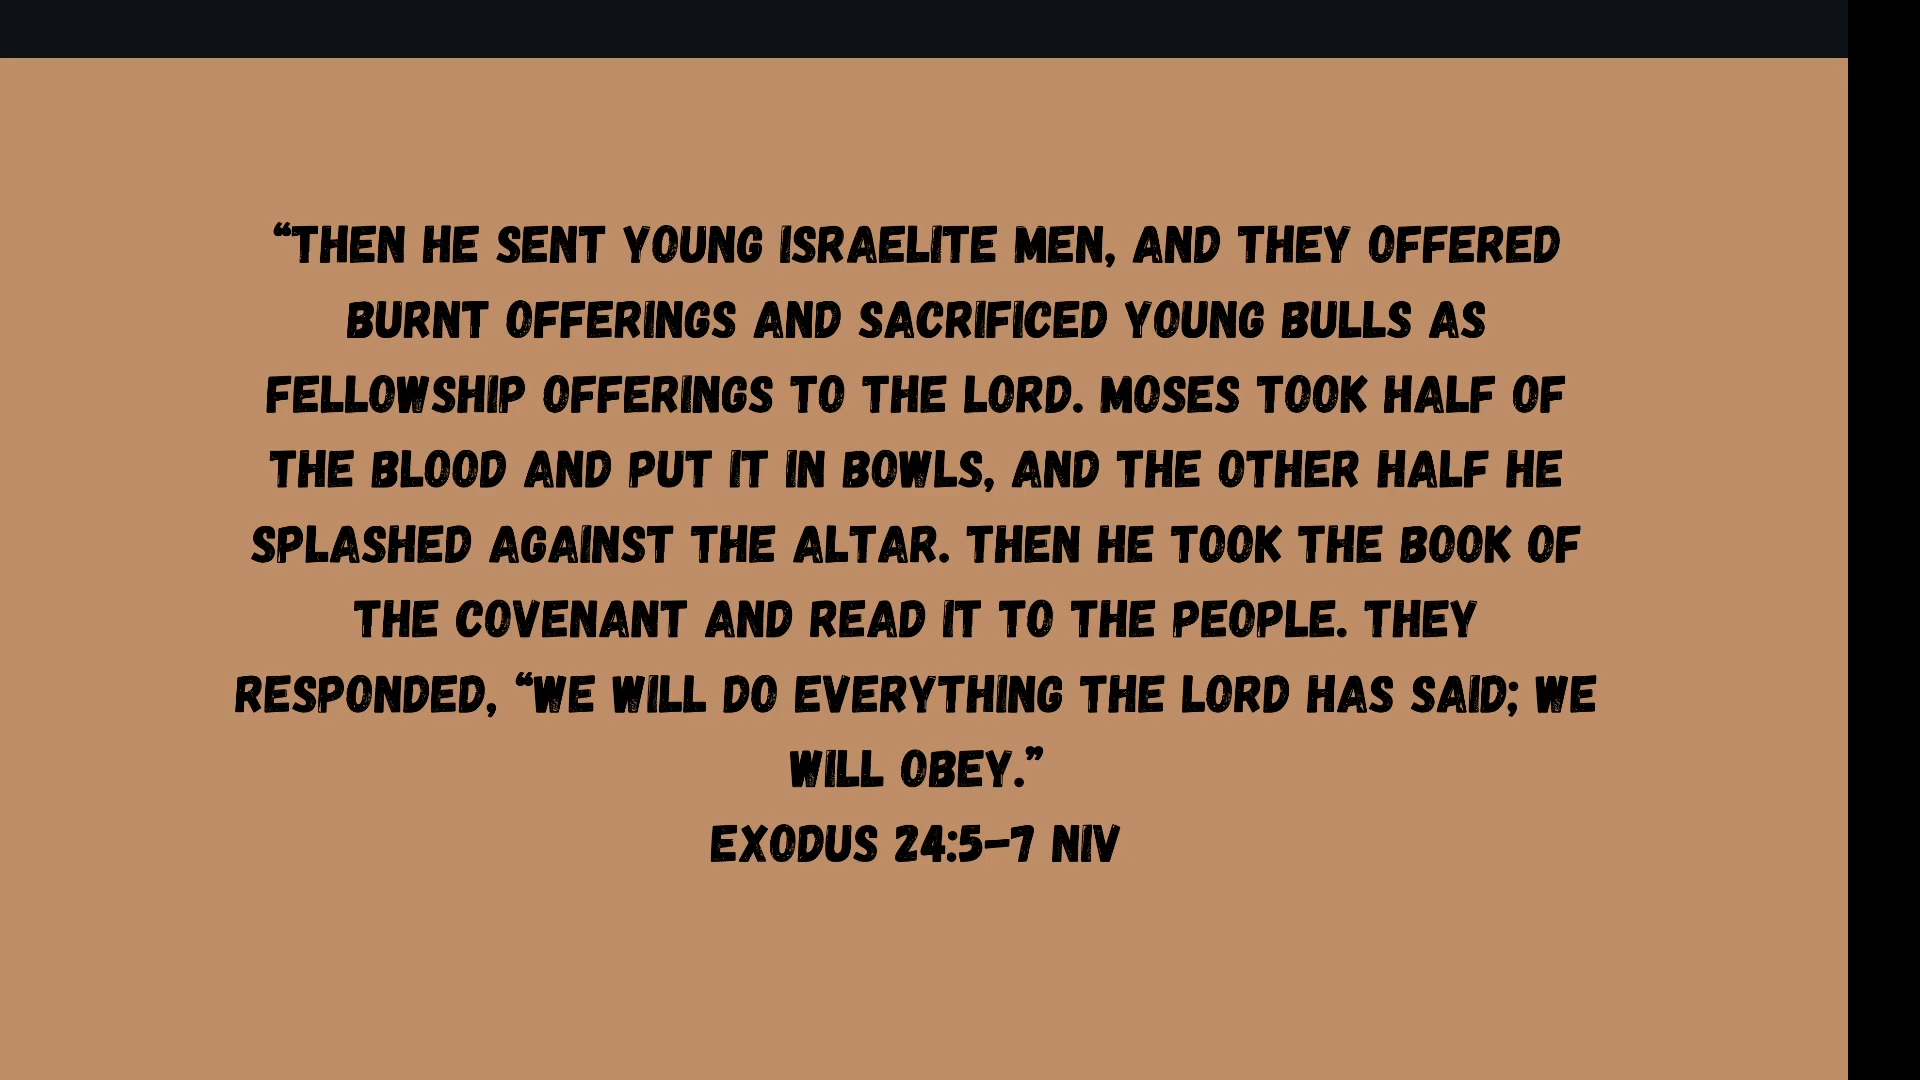 “THEN HE SENT YOUNG ISRAELITE MEN, AND THEY OFFERED
BURNT OFFERINGS AND SACRIFICED YOUNG BULLS AS
FELLOWSHIP OFFERINGS TO THE LORD. MOSES TOOK HALF OF
THE BLOOD AND PUT IT IN BOWLS, AND THE OTHER HALF HE
SPLASHED AGAINST THE ALTAR. THEN HE TOOK THE BOOK OF
THE COVENANT AND READ IT TO THE PEOPLE. THEY
RESPONDED, “WE WILL DO EVERYTHING THE LORD HAS SAID; WE
WILL OBEY.”
EXODUS 24:5–7 NIV